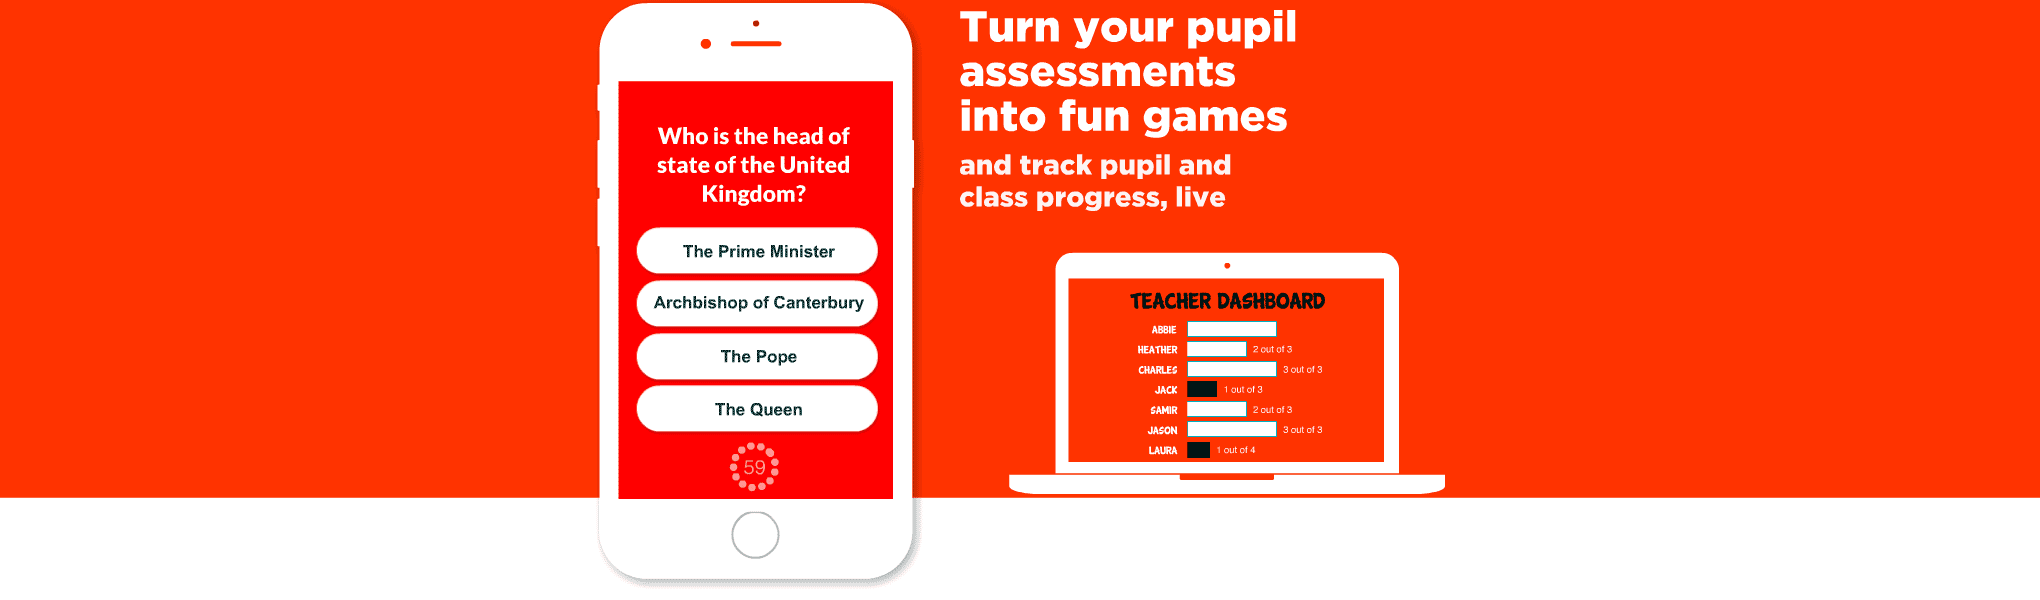 Who is the head of
state of the United
Kingdom?
The Prime Minister
Archbishop of Canterbury
The Pope
The Queen
59
Turn your pupil
assessments
into fun games
and track pupil and
class progress, live
TEACHER DASHBOARD
ABBIE
HEATHER 2 out of 3
CHARLES 3 out of 3
JACK 1 out of 3
SAMIR 2 out of 3
JASON 3 out of 3
LAURA 1 out of 4